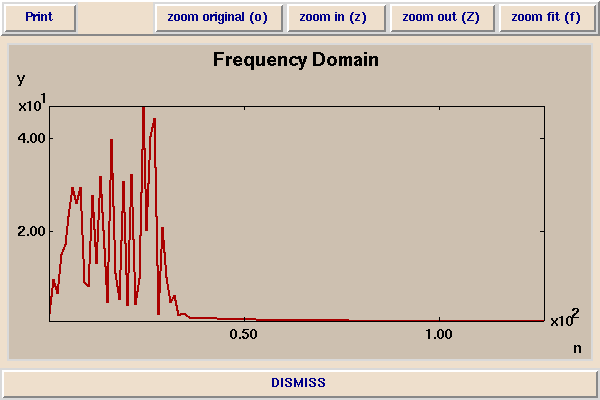 Print zoom original (o) zoom in (z) zoom out (Z) zoom fit (f)
Frequency Domain
y
x10^1
4.00
2.00
x10^2
0.50 1.00
n
DISMISS